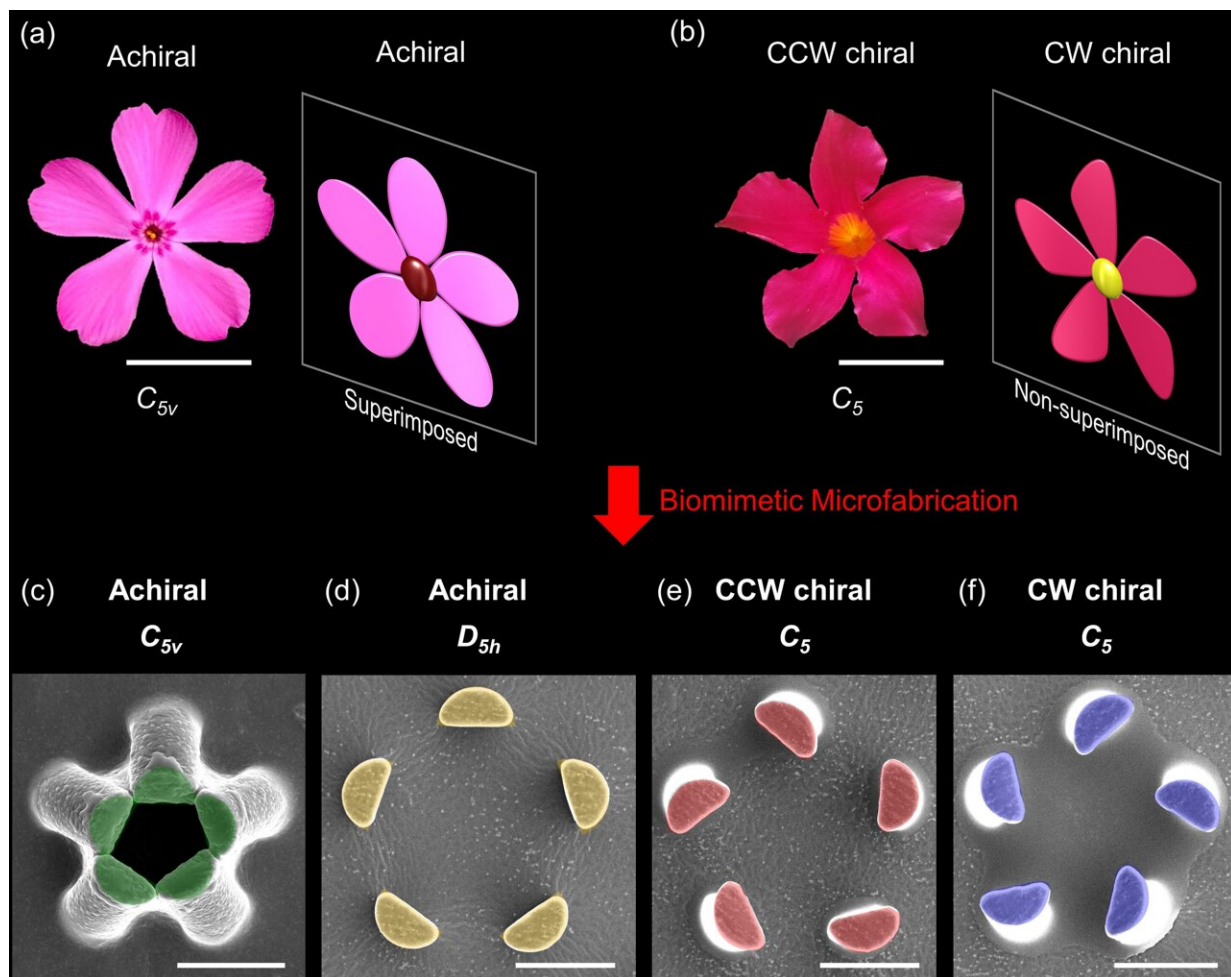 (a)
Achiral
Achiral
C5v
Superimposed
(b)
CCW chiral
CW chiral
C5
Non-superimposed
Biomimetic Microfabrication
(c) Achiral
C5v
(d) Achiral
D5h
(e) CCW chiral
C5
(f) CW chiral
C5